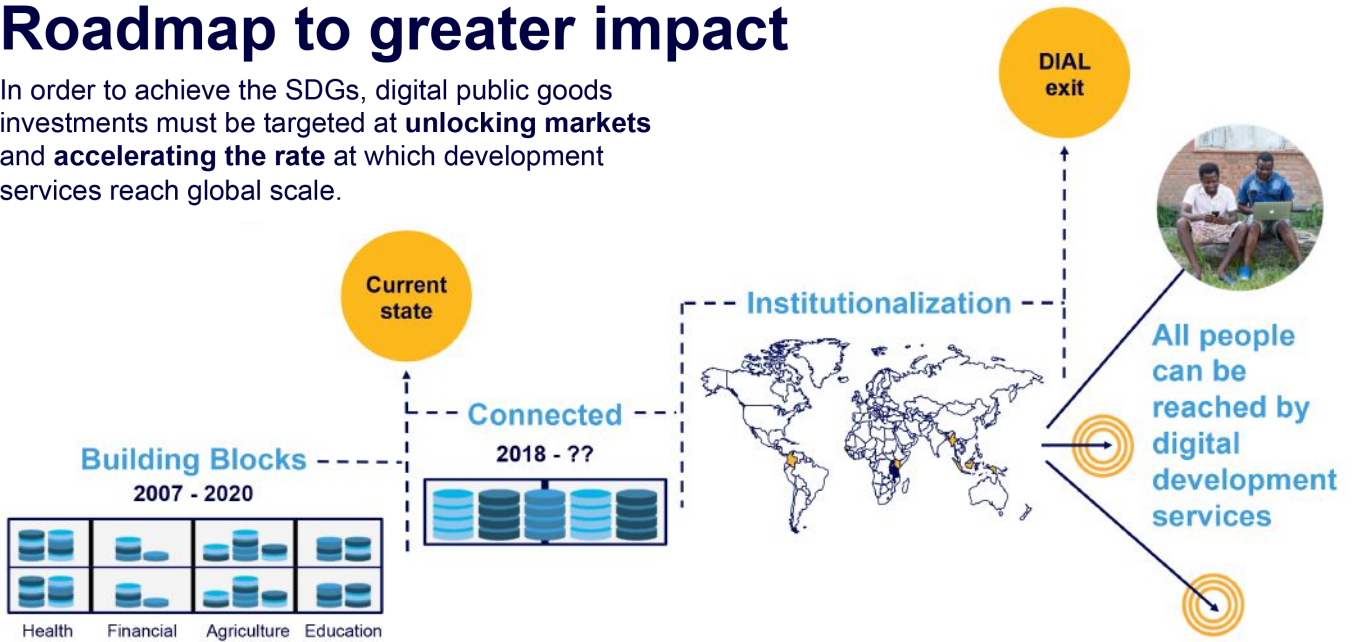 Roadmap to greater impact
In order to achieve the SDGs, digital public goods
investments must be targeted at unlocking markets
and accelerating the rate at which development
services reach global scale.
DIAL
exit
Current
state
Institutionalization
All people
can be
reached by
digital
development
services
Connected
2018 - ??
Building Blocks
2007 - 2020
Health Financial Agriculture Education